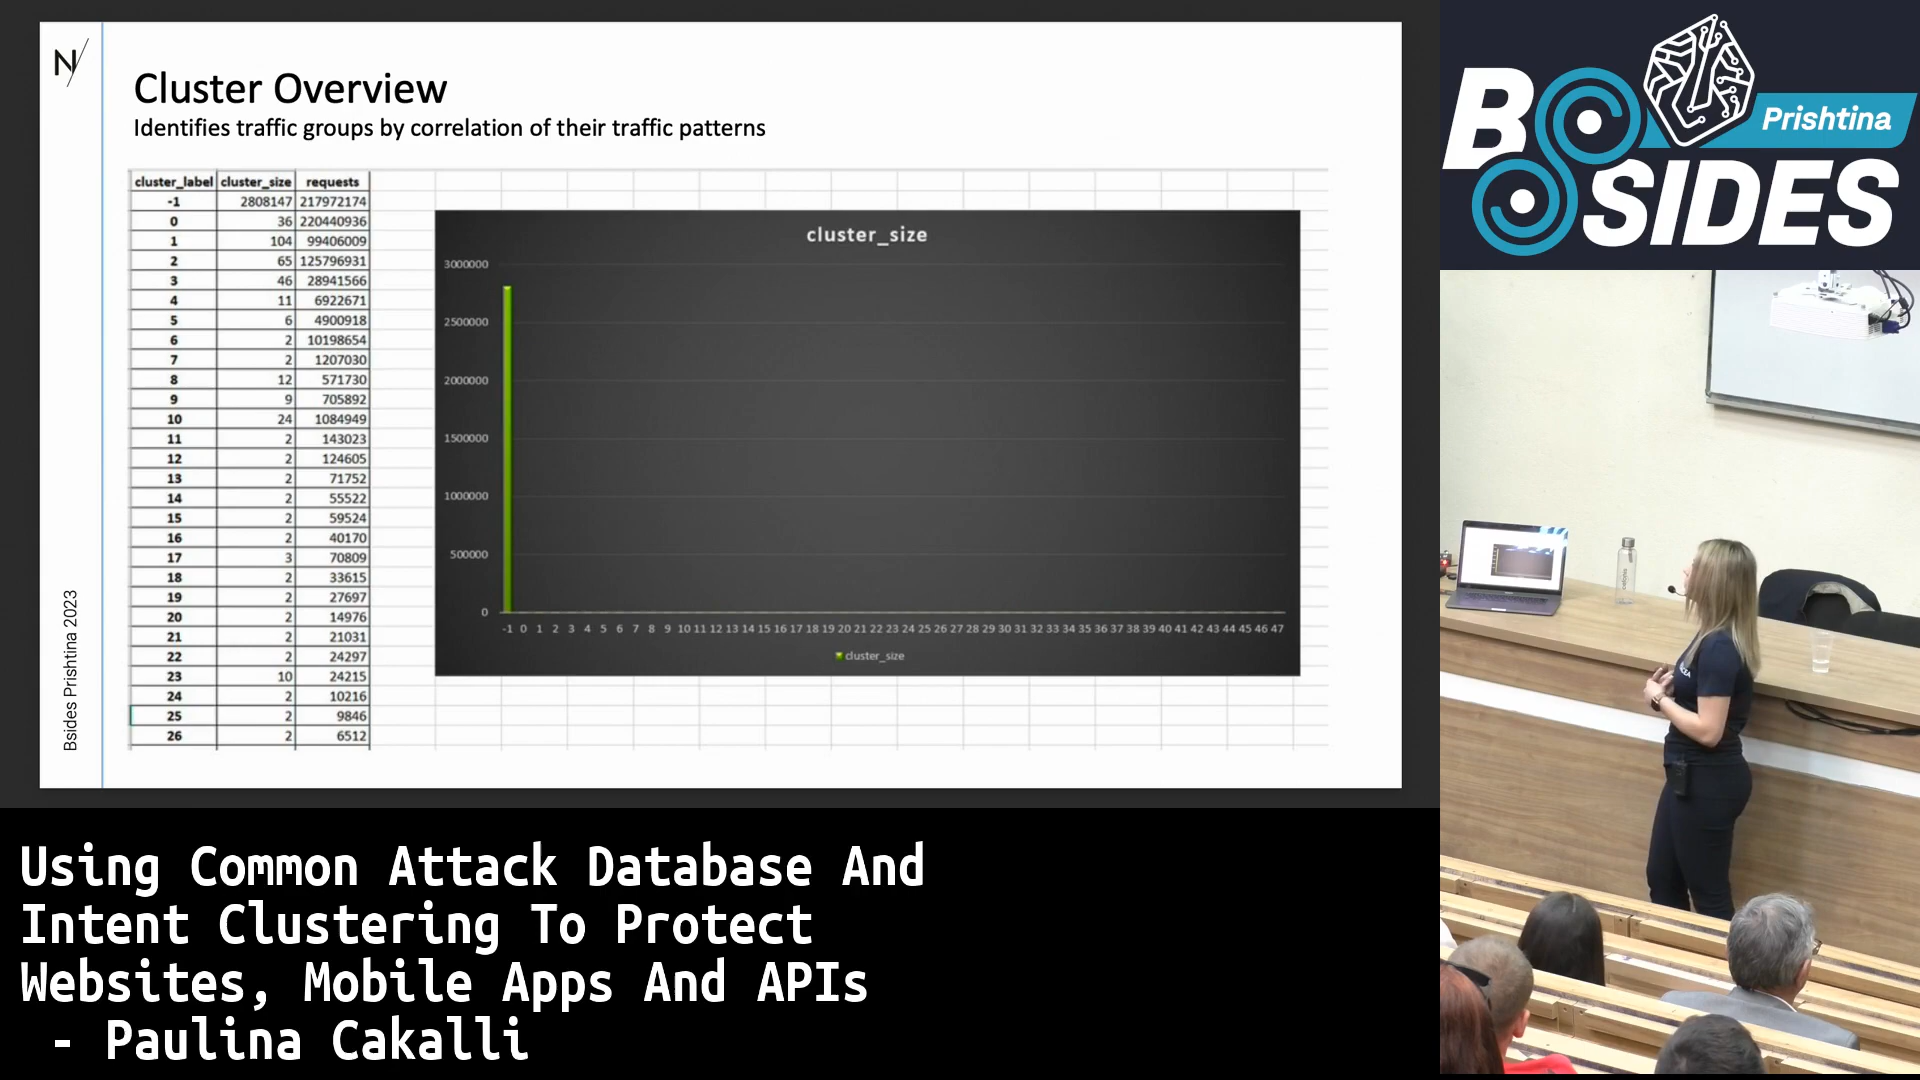 N/
Cluster Overview
Identifies traffic groups by correlation of their traffic patterns
cluster_label cluster_size requests
-1 2808147 217972174
0 36 220440936
1 104 99406009
2 65 125796931
3 46 28941566
4 11 6922671
5 6 4900918
6 2 10198654
7 2 1207030
8 12 571730
9 9 705892
10 24 1084949
11 2 143023
12 2 124605
13 2 71752
14 2 55522
15 2 59524
16 2 40170
17 3 70809
18 2 33615
19 2 27697
20 2 14976
21 2 21031
22 2 24297
23 10 24215
24 2 10216
25 2 9846
26 2 6512
cluster_size
3000000
2500000
2000000
1500000
1000000
500000
0
-1 0 1 2 3 4 5 6 7 8 9 10 11 12 13 14 15 16 17 18 19 20 21 22 23 24 25 26 27 28 29 30 31 32 33 34 35 36 37 38 39 40 41 42 43 44 45 46 47
cluster_size
Bsides Prishtina 2023
BSIDES
Prishtina
Using Common Attack Database And
Intent Clustering To Protect
Websites, Mobile Apps And APIs
- Paulina Cakalli